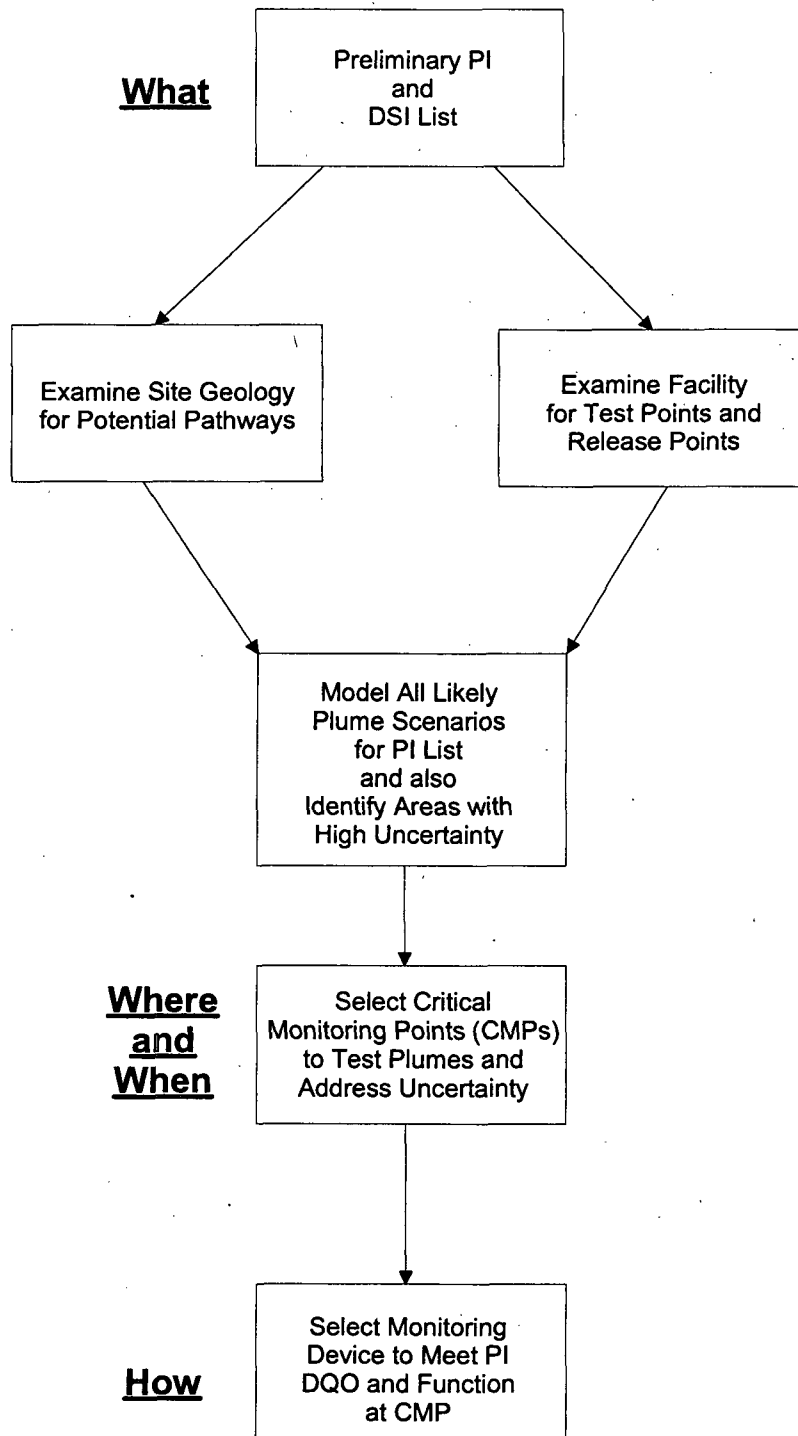 What
Preliminary PI
and
DSI List
Examine Site Geology
for Potential Pathways
Examine Facility
for Test Points and
Release Points
Model All Likely
Plume Scenarios
for PI List
and also
Identify Areas with
High Uncertainty
Where
and
When
Select Critical
Monitoring Points (CMPs)
to Test Plumes and
Address Uncertainty
How
Select Monitoring
Device to Meet PI
DQO and Function
at CMP